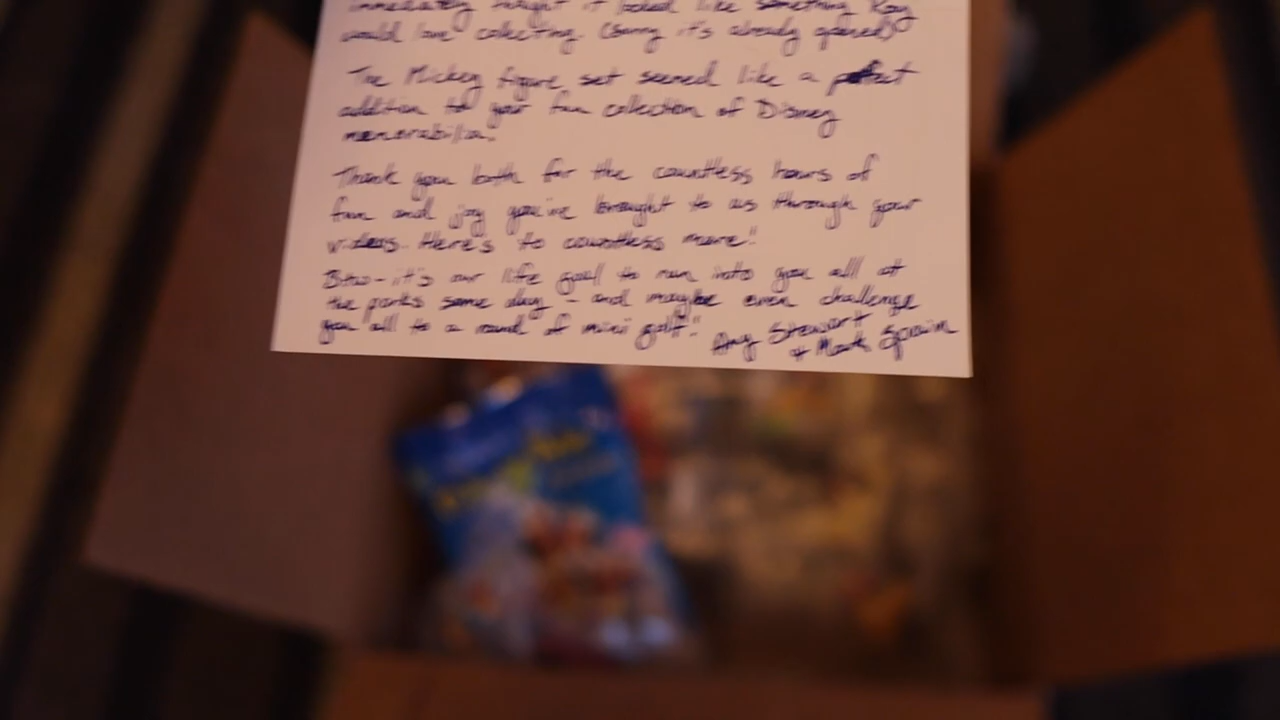 immediately thought it looked like something Kay
would love collecting. (Sorry it's already opened)
The Mickey figure set seemed like a perfect
addition to your fun collection of Disney
memorabilia!
Thank you both for the countless hours of
fun and joy you've brought to us through your
videos. Here's to countless more!
Btw - it's our life goal to run into you all at
the parks some day - and maybe even challenge
you all to a round of mini golf!!
Amy Stewart
+ Mark Spain